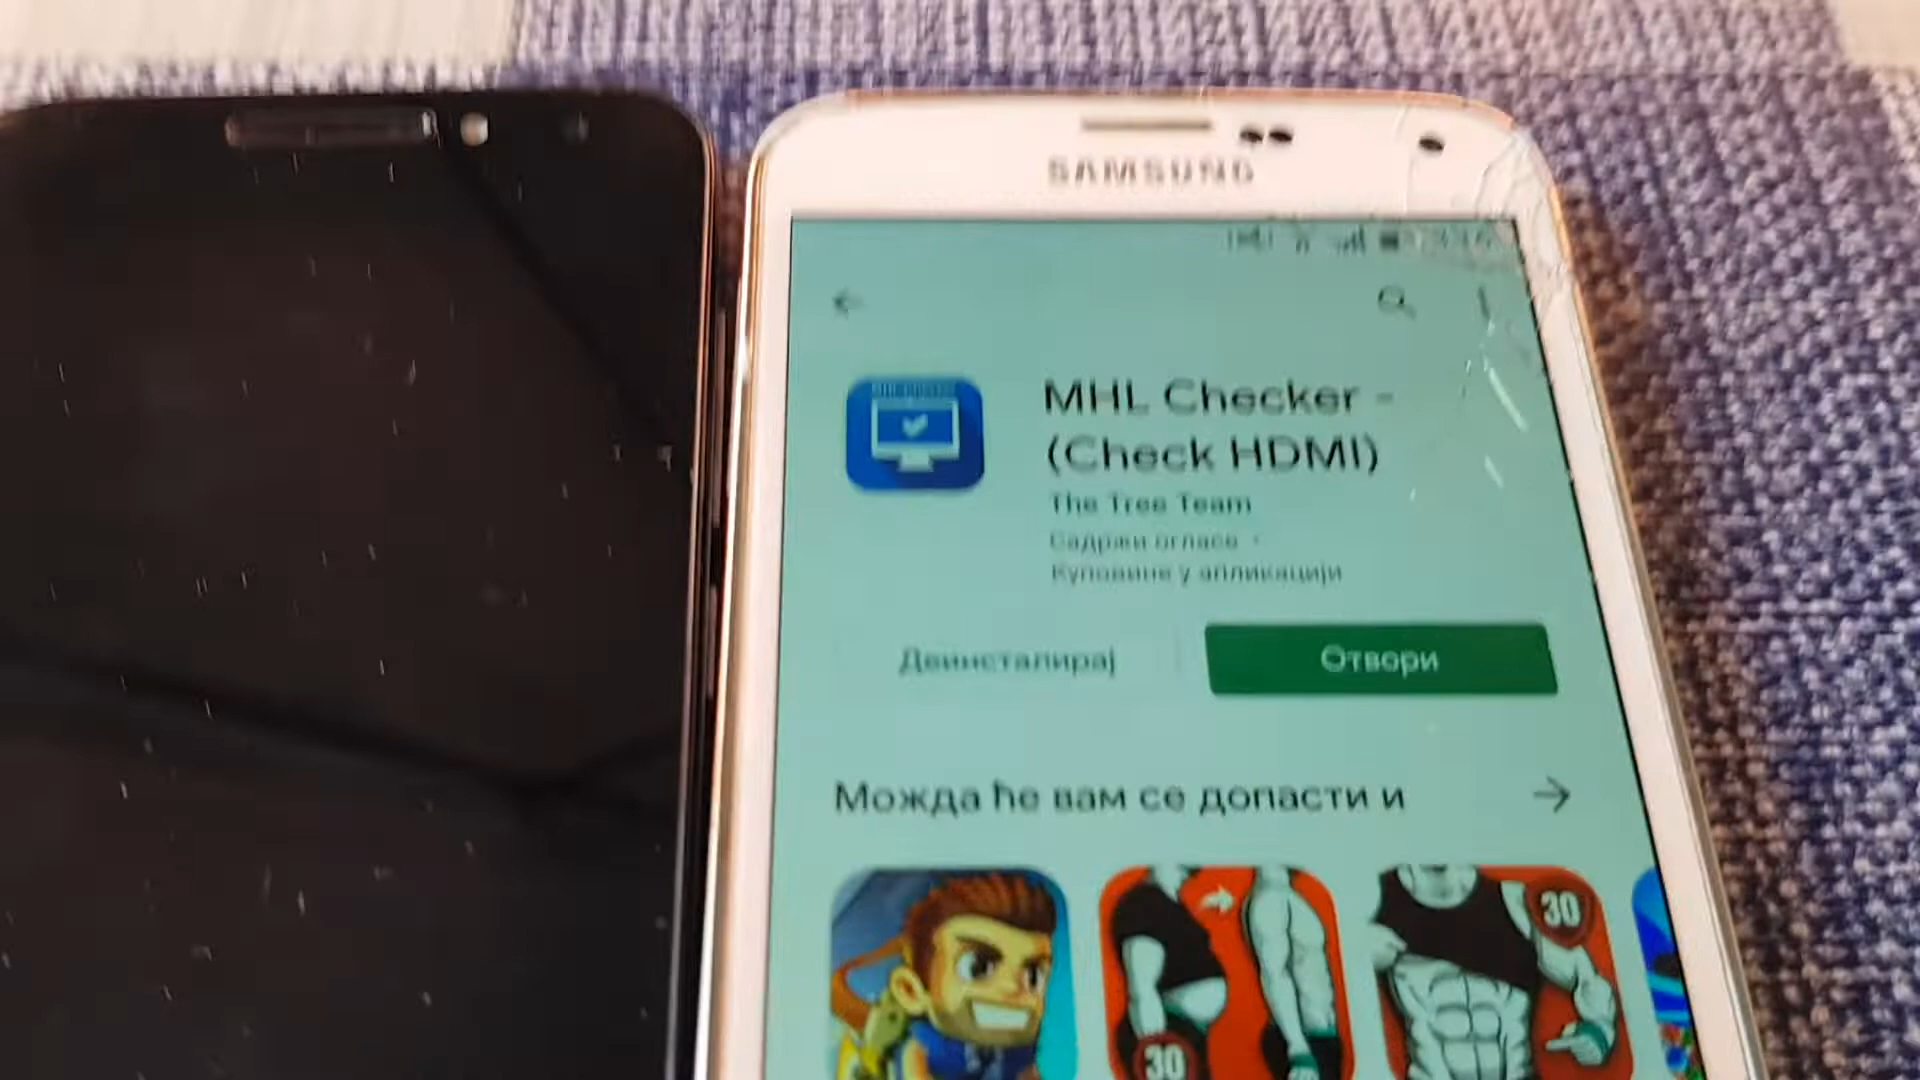 SAMSUNG
MHL Checker -
(Check HDMI)
The Tree Team
Садржи огласе ·
Куповине у апликацији
Деинсталирај
Отвори
Можда ће вам се допасти и
30
30